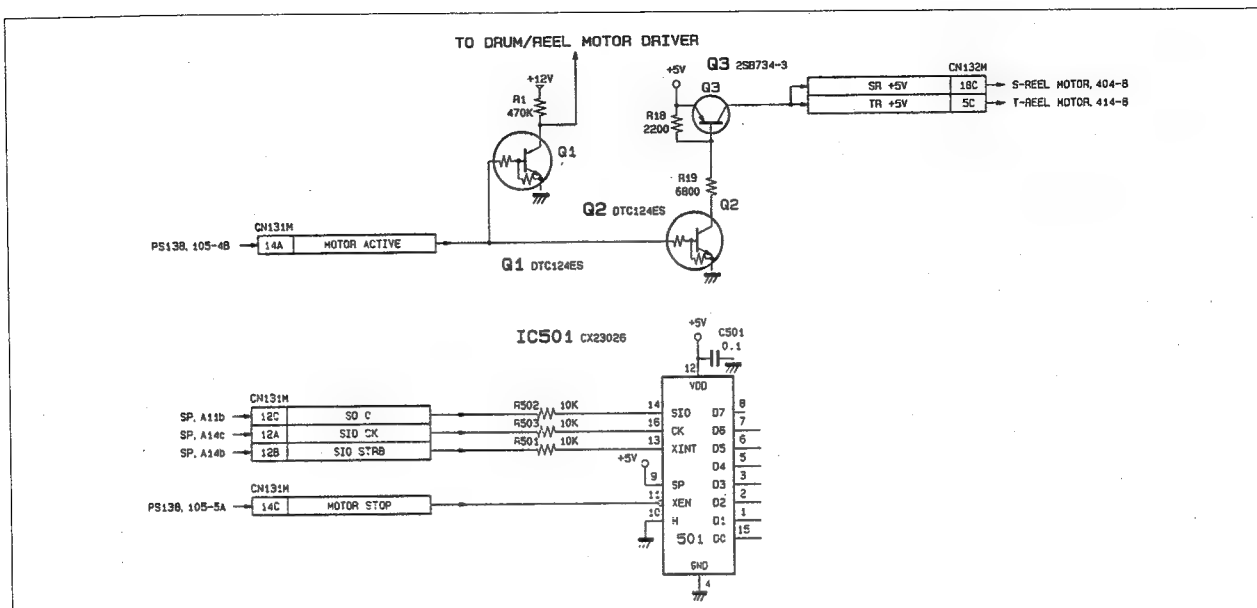 TO DRUM/REEL MOTOR DRIVER
Q3 2SB734-3
+12V
R1
470K
Q1
+5V
Q3
R18
2200
CN132M
SR +5V 18C S-REEL MOTOR, 404-8
TR +5V 5C T-REEL MOTOR, 414-8
R19
6800
Q2 DTC124ES
Q2
CN131M
PS138, 105-4B 14A MOTOR ACTIVE
Q1 DTC124ES
IC501 CX23026
+5V
C501
0.1
12
VDD
CN131M
SP, A11b 12C SO C R502 10K 14 SIO D7 8
SP, A14c 12A SIO CK R503 10K 16 CK D6 7
SP, A14b 12B SIO STRB R501 10K 13 XINT D5 6
D4 5
+5V
9 SP D3 3
CN131M
PS138, 105-5A 14C MOTOR STOP 11 XEN D2 2
10 H D1 1
501 DC 15
GND
4